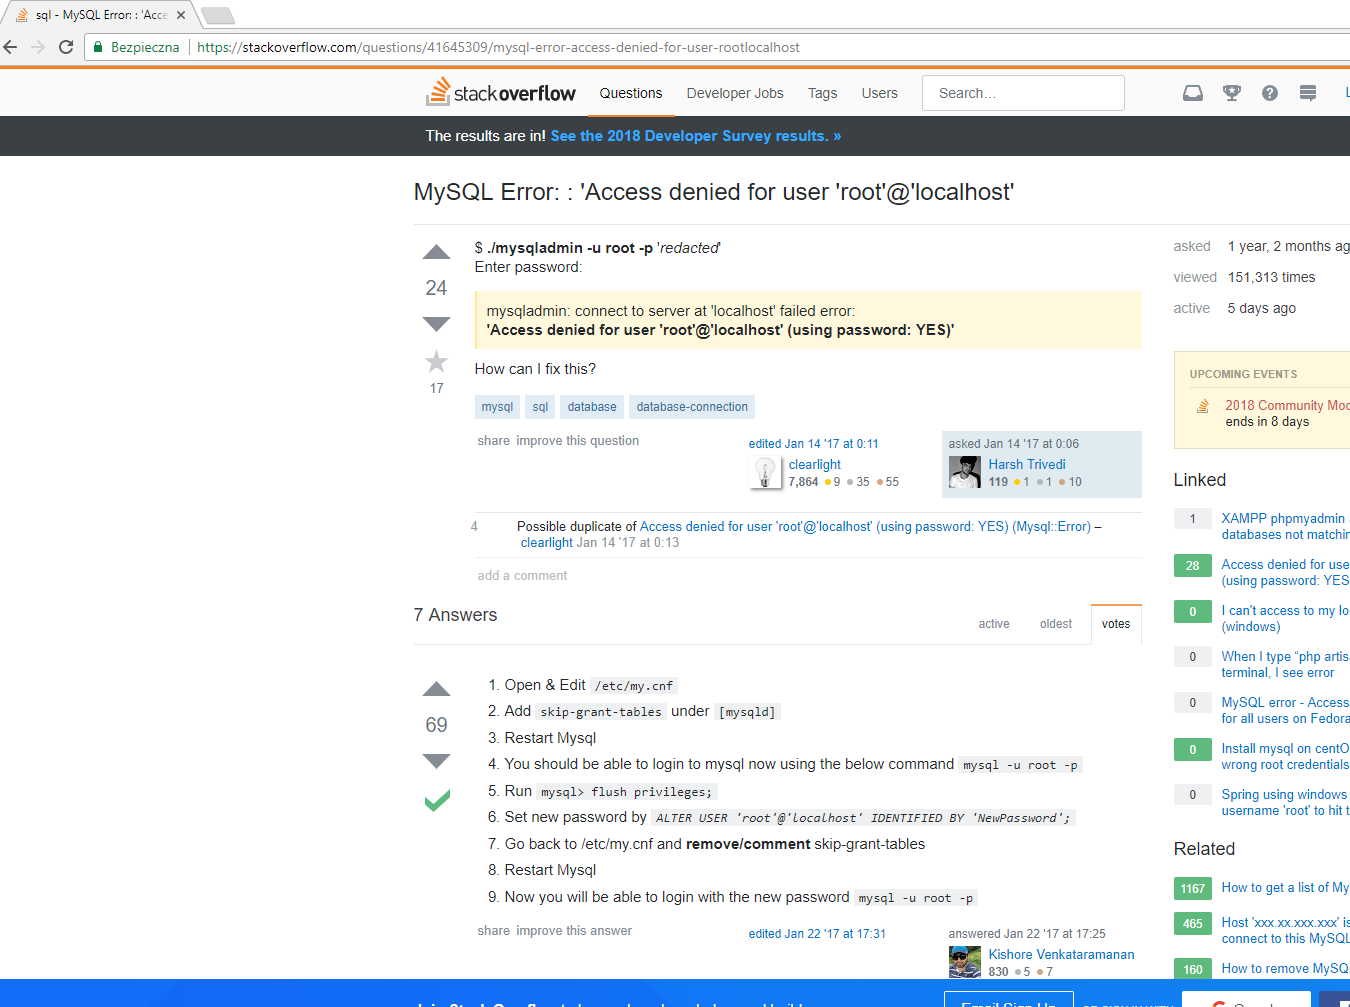 sql - MySQL Error: : 'Acce
Bezpieczna
https://stackoverflow.com/questions/41645309/mysql-error-access-denied-for-user-rootlocalhost
stackoverflow
Questions
Developer Jobs
Tags
Users
Search...
The results are in! See the 2018 Developer Survey results. »
MySQL Error: : 'Access denied for user 'root'@'localhost'
24
17
$ ./mysqladmin -u root -p 'redacted'
Enter password:
mysqladmin: connect to server at 'localhost' failed error:
'Access denied for user 'root'@'localhost' (using password: YES)'
How can I fix this?
mysql sql database database-connection
share improve this question
edited Jan 14 '17 at 0:11
clearlight
7,864 9 35 55
asked Jan 14 '17 at 0:06
Harsh Trivedi
119 1 1 10
4
Possible duplicate of Access denied for user 'root'@'localhost' (using password: YES) (Mysql::Error) –
clearlight Jan 14 '17 at 0:13
add a comment
7 Answers
active oldest votes
69
1. Open & Edit /etc/my.cnf
2. Add skip-grant-tables under [mysqld]
3. Restart Mysql
4. You should be able to login to mysql now using the below command mysql -u root -p
5. Run mysql> flush privileges;
6. Set new password by ALTER USER 'root'@'localhost' IDENTIFIED BY 'NewPassword';
7. Go back to /etc/my.cnf and remove/comment skip-grant-tables
8. Restart Mysql
9. Now you will be able to login with the new password mysql -u root -p
share improve this answer
edited Jan 22 '17 at 17:31
answered Jan 22 '17 at 17:25
Kishore Venkataramanan
830 5 7
asked 1 year, 2 months ag
viewed 151,313 times
active 5 days ago
UPCOMING EVENTS
2018 Community Moc
ends in 8 days
Linked
1 XAMPP phpmyadmin
databases not matchin
28 Access denied for use
(using password: YES
0 I can't access to my lo
(windows)
0 When I type “php artis
terminal, I see error
0 MySQL error - Access
for all users on Fedora
0 Install mysql on centO
wrong root credentials
0 Spring using windows
username 'root' to hit t
Related
1167 How to get a list of My
465 Host 'xxx.xx.xxx.xxx' is
connect to this MySQL
160 How to remove MySQ